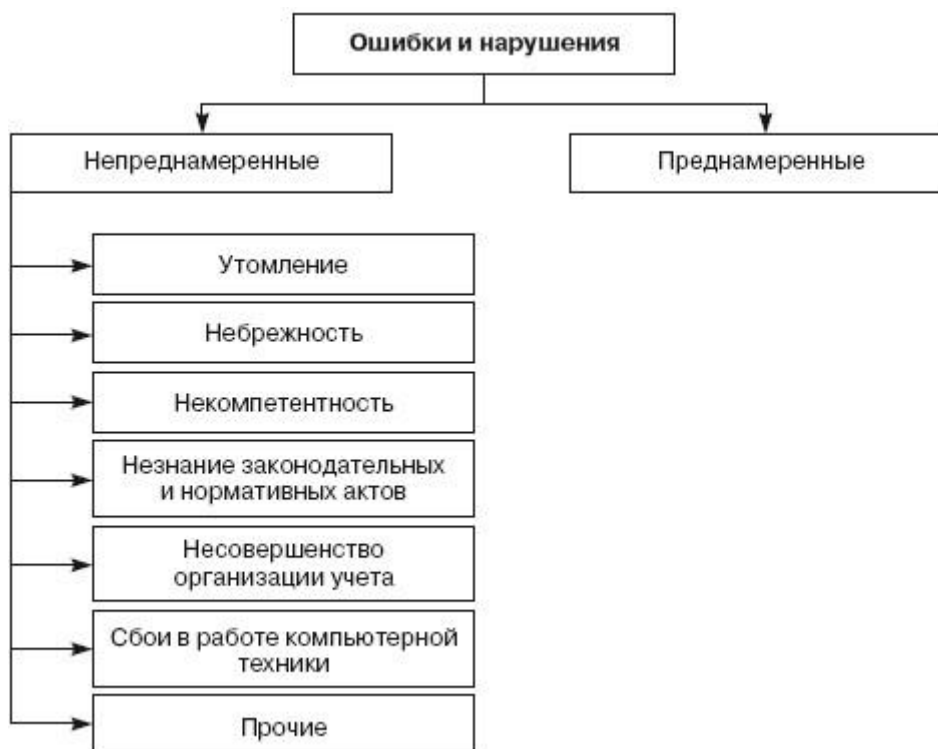 Ошибки и нарушения
Непреднамеренные
Преднамеренные
Утомление
Небрежность
Некомпетентность
Незнание законодательных
и нормативных актов
Несовершенство
организации учета
Сбои в работе компьютерной
техники
Прочие